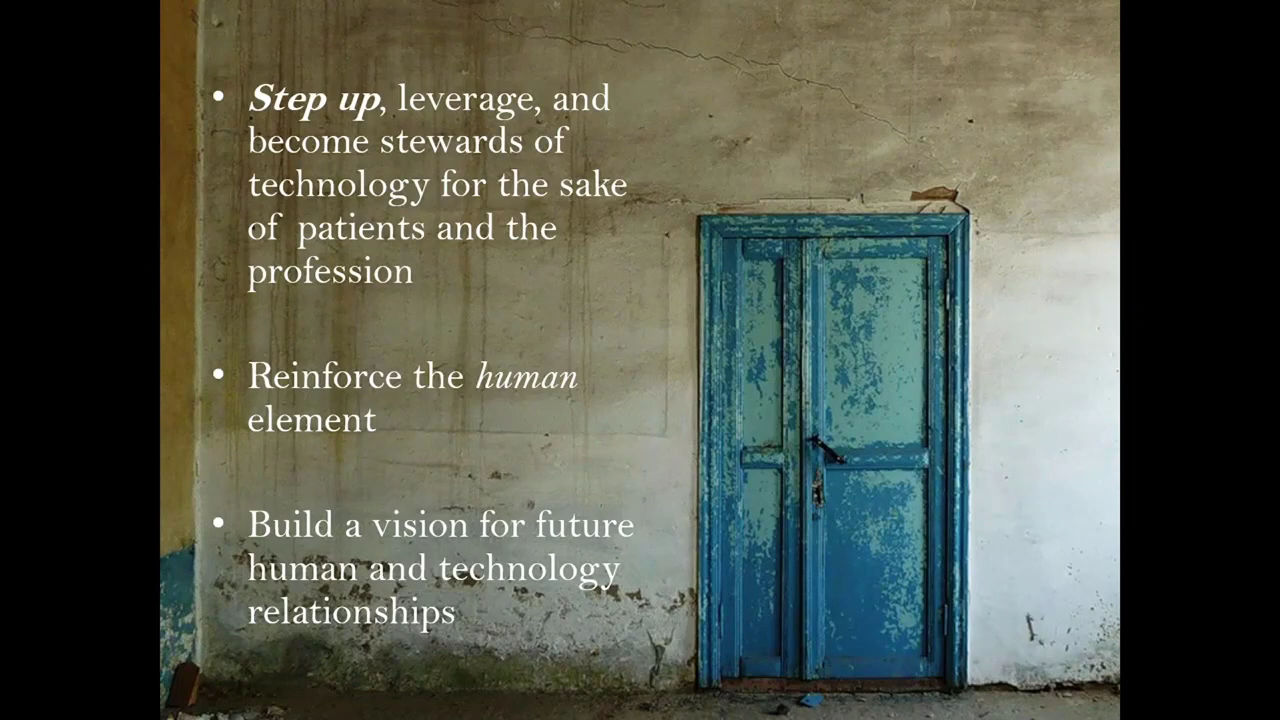 • Step up, leverage, and
become stewards of
technology for the sake
of  patients and the
profession
• Reinforce the human
element
• Build a vision for future
human and technology
relationships